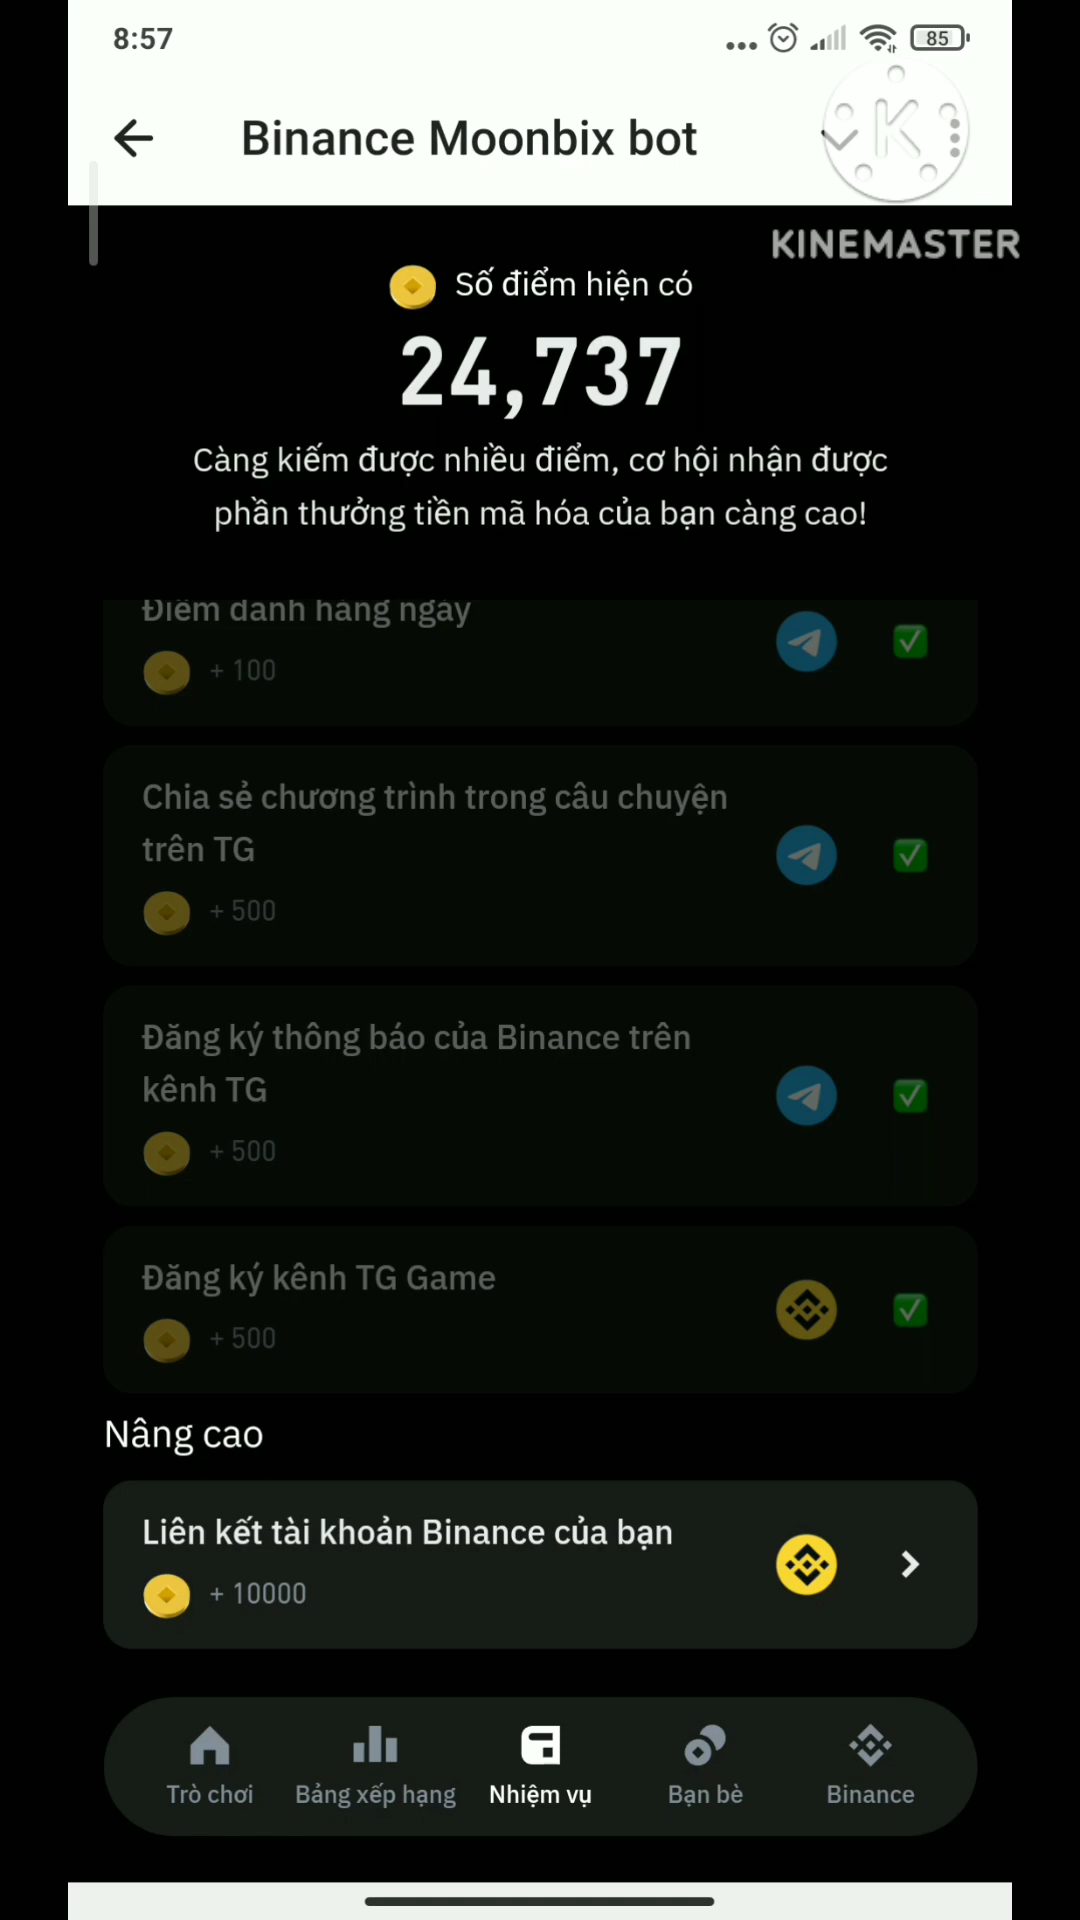 8:57
85
Binance Moonbix bot
K
KINEMASTER
Số điểm hiện có
24,737
Càng kiếm được nhiều điểm, cơ hội nhận được
phần thưởng tiền mã hóa của bạn càng cao!
Điểm danh hàng ngày
+ 100
Chia sẻ chương trình trong câu chuyện
trên TG
+ 500
Đăng ký thông báo của Binance trên
kênh TG
+ 500
Đăng ký kênh TG Game
+ 500
Nâng cao
Liên kết tài khoản Binance của bạn
+ 10000
Trò chơi
Bảng xếp hạng
Nhiệm vụ
Bạn bè
Binance